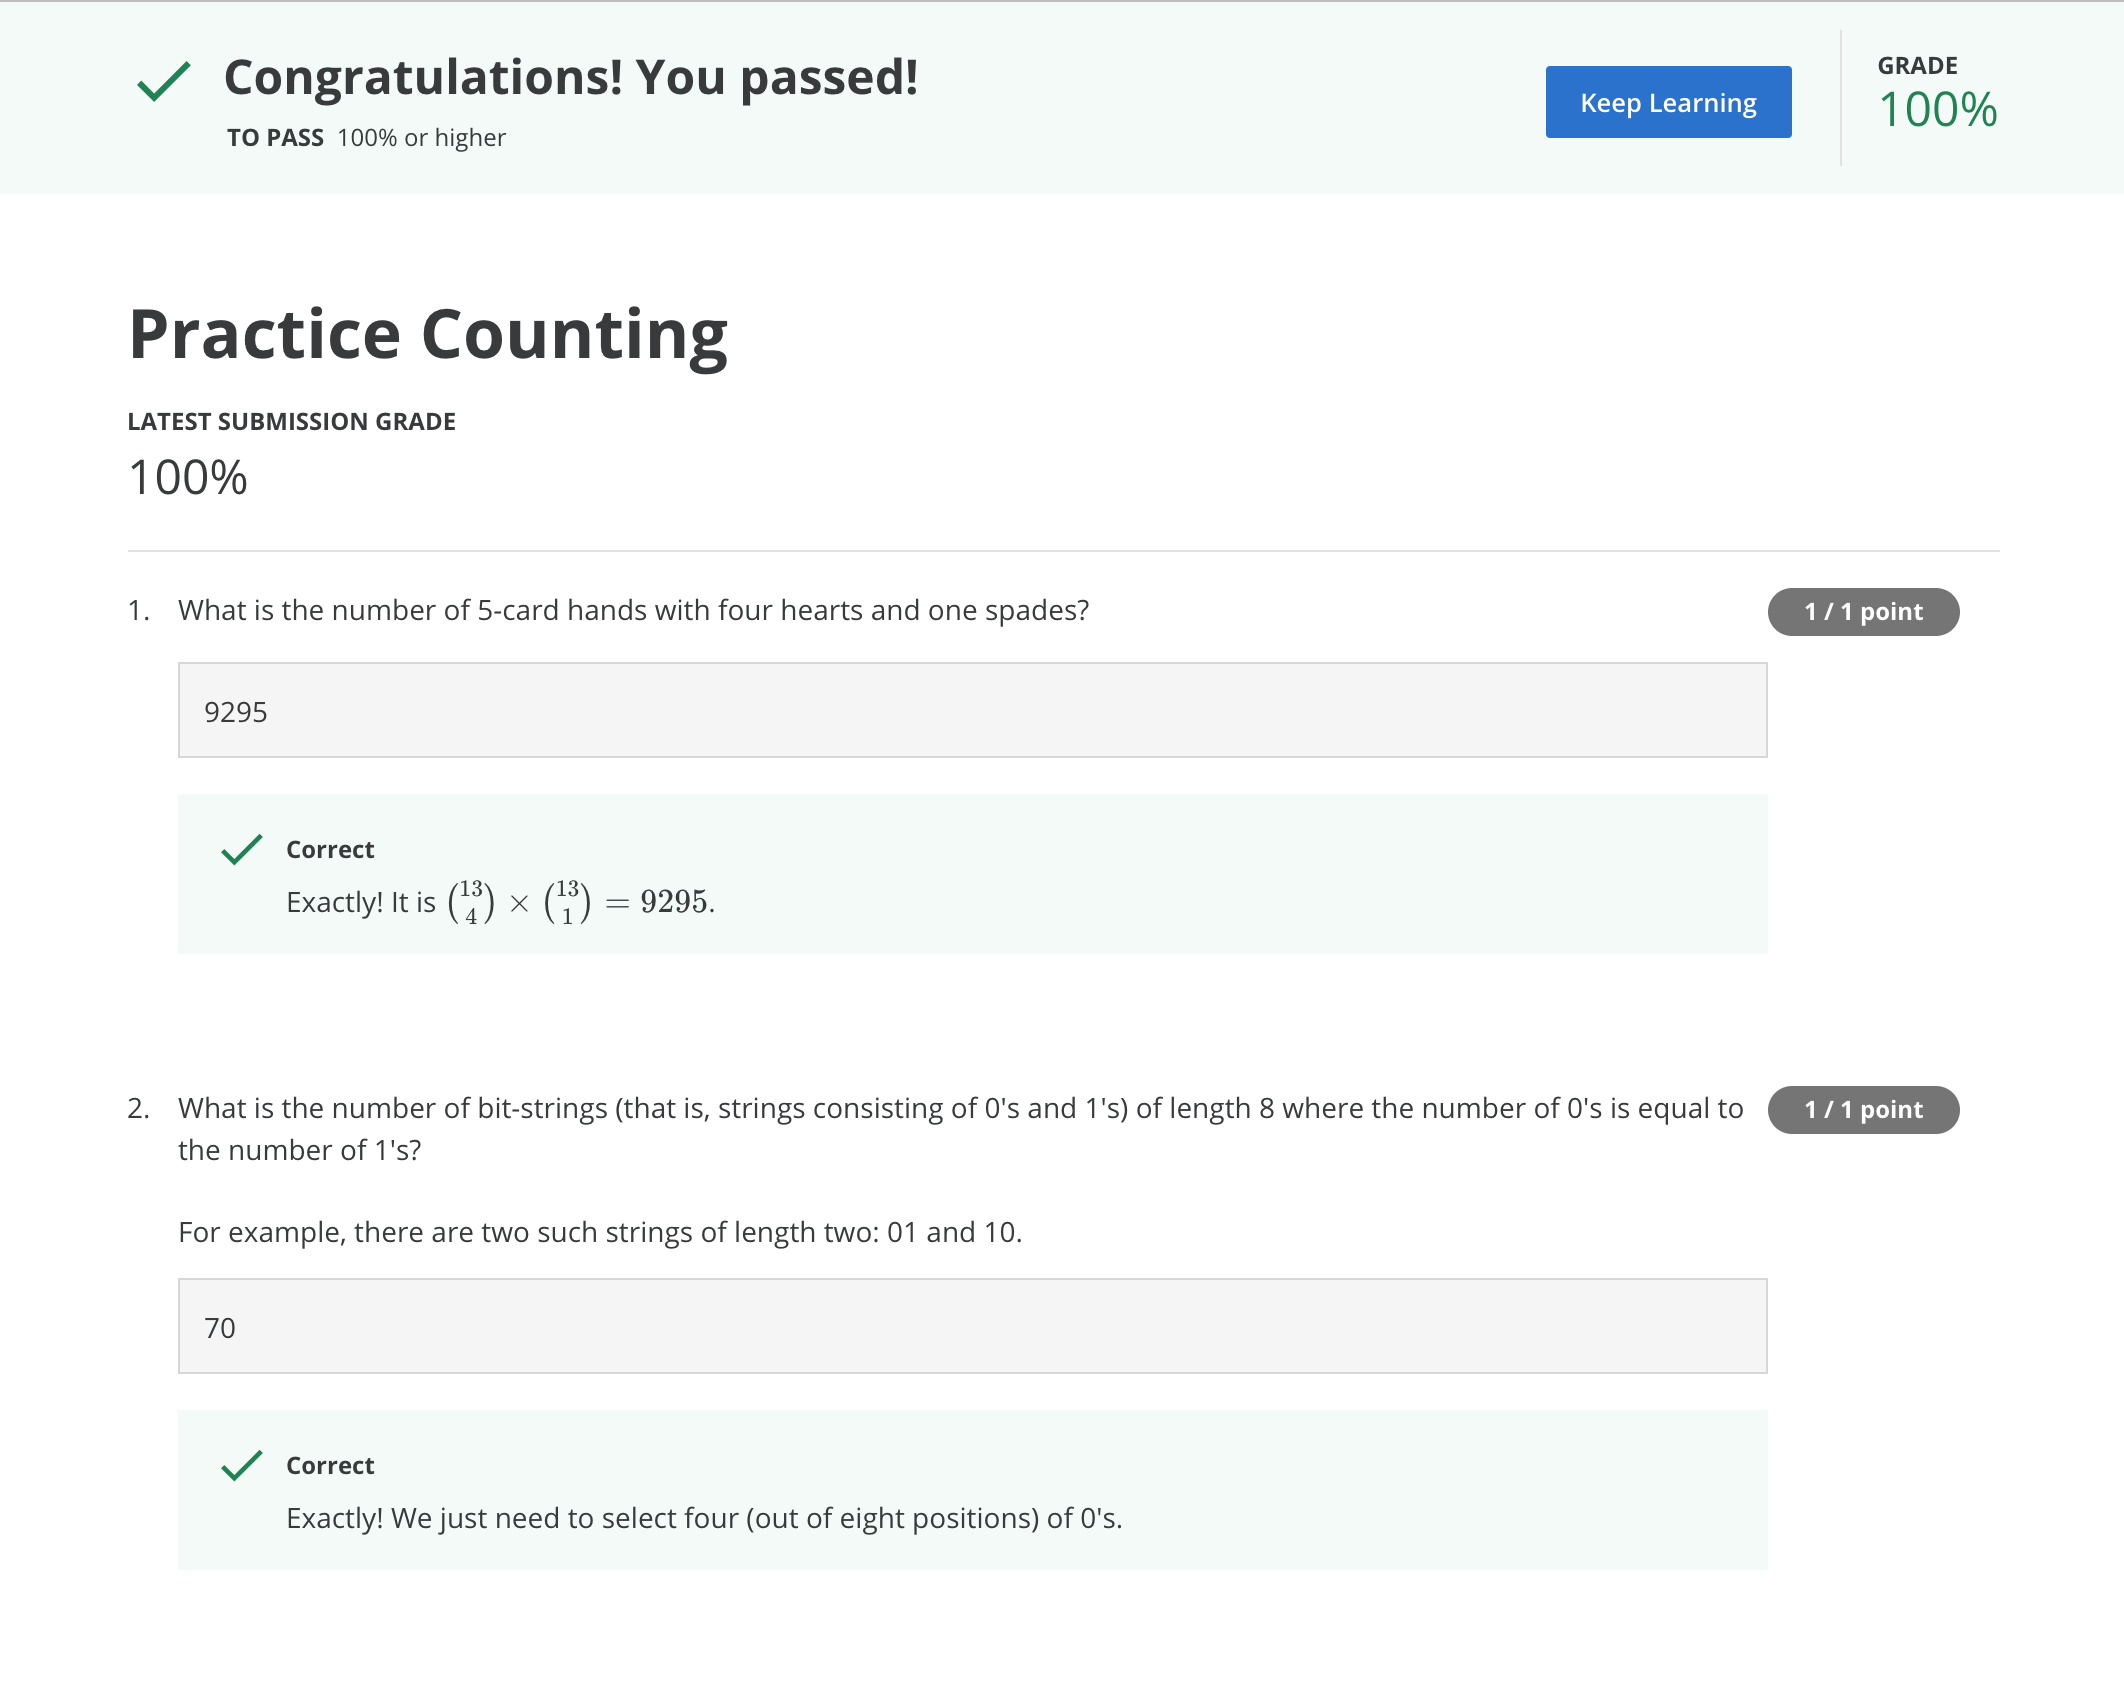 Congratulations! You passed!
TO PASS 100% or higher
Keep Learning
GRADE
100%
Practice Counting
LATEST SUBMISSION GRADE
100%
1. What is the number of 5-card hands with four hearts and one spades?
1 / 1 point
9295
Correct
Exactly! It is \binom{13}{4} × \binom{13}{1} = 9295.
2. What is the number of bit-strings (that is, strings consisting of 0's and 1's) of length 8 where the number of 0's is equal to
the number of 1's?
1 / 1 point
For example, there are two such strings of length two: 01 and 10.
70
Correct
Exactly! We just need to select four (out of eight positions) of 0's.